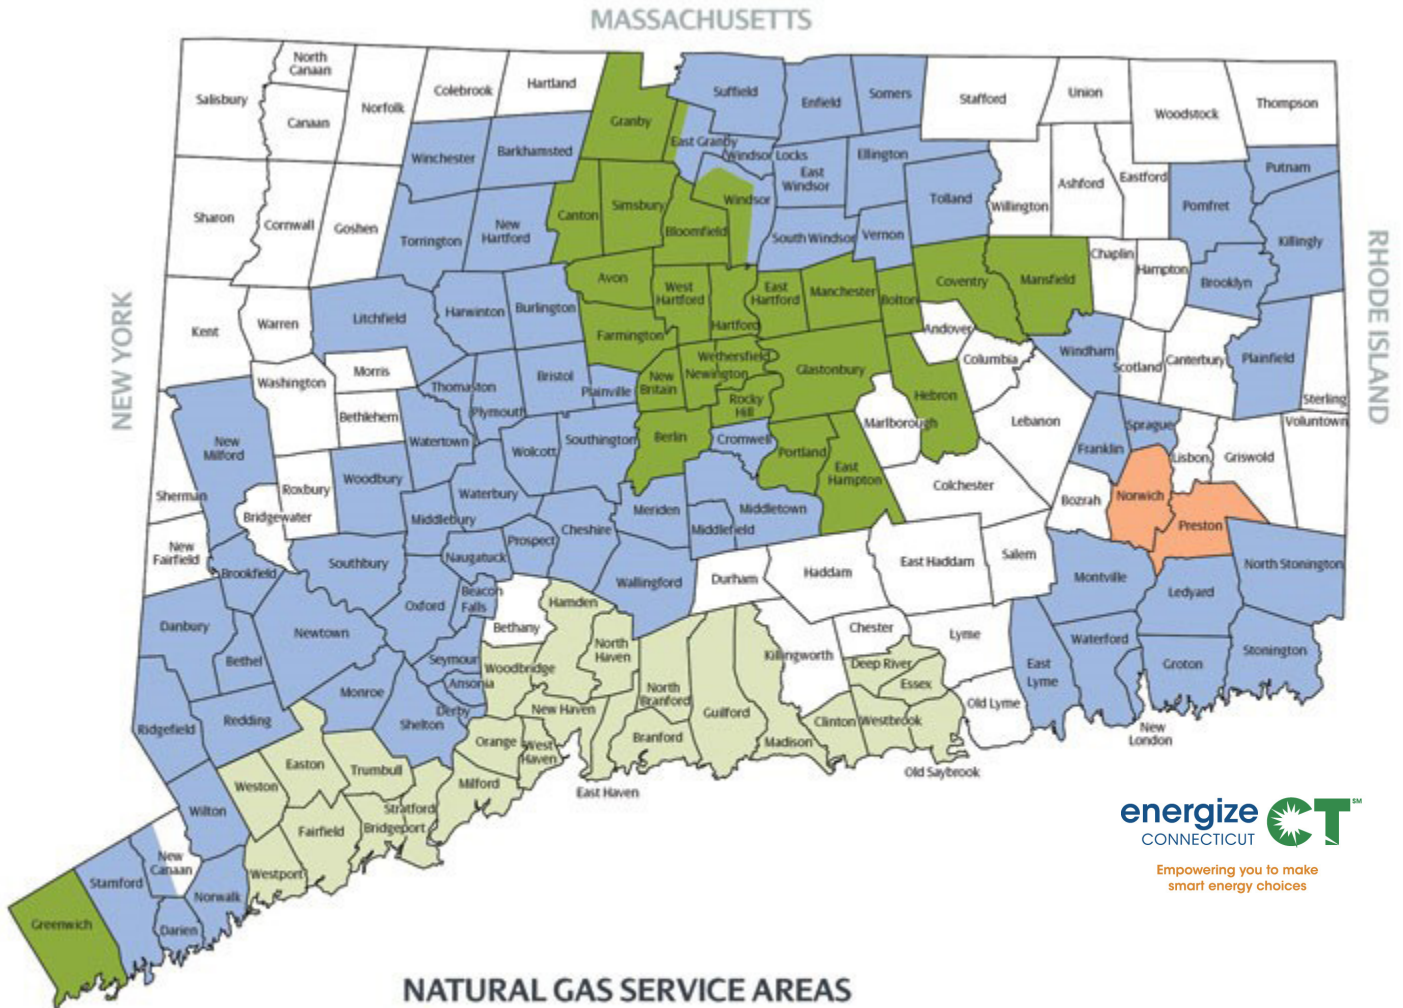 MASSACHUSETTS
North
Canaan
Salisbury
Canaan
Norfolk
Colebrook
Hartland
Granby
Suffield
Enfield
Somers
Stafford
Union
Woodstock
Thompson
Winchester
Barkhamsted
East Granby
Windsor Locks
East
Windsor
Ellington
Tolland
Willington
Ashford
Eastford
Pomfret
Putnam
Sharon
Cornwall
Goshen
Torrington
New
Hartford
Canton
Simsbury
Bloomfield
Windsor
South Windsor
Vernon
Chaplin
Hampton
Brooklyn
Killingly
RHODE ISLAND
NEW YORK
Kent
Warren
Litchfield
Harwinton
Burlington
Avon
West
Hartford
Hartford
East
Hartford
Manchester
Bolton
Coventry
Mansfield
Andover
Columbia
Windham
Scotland
Canterbury
Plainfield
Sterling
Farmington
Washington
Morris
Bethlehem
Thomaston
Plymouth
Bristol
Plainville
New
Britain
Wethersfield
Newington
Rocky
Hill
Glastonbury
Hebron
Marlborough
Lebanon
Franklin
Sprague
Lisbon
Griswold
Voluntown
New
Milford
Watertown
Wolcott
Southington
Berlin
Cromwell
Portland
East
Hampton
Colchester
Bozrah
Norwich
Preston
Sherman
Bridgewater
Roxbury
Woodbury
Middlebury
Waterbury
Cheshire
Meriden
Middlefield
Middletown
New
Fairfield
Brookfield
Southbury
Naugatuck
Prospect
Wallingford
Durham
Haddam
East Haddam
Salem
Montville
Ledyard
North Stonington
Danbury
Bethel
Newtown
Oxford
Beacon
Falls
Bethany
Hamden
North
Haven
Killingworth
Chester
Lyme
East
Lyme
Waterford
Groton
Stonington
Seymour
Ansonia
Derby
Woodbridge
New Haven
North
Branford
Guilford
Deep River
Essex
Old Lyme
New
London
Ridgefield
Redding
Monroe
Shelton
Orange
West
Haven
Branford
Madison
Clinton
Westbrook
Old Saybrook
East Haven
Weston
Easton
Trumbull
Stratford
Milford
Wilton
Fairfield
Bridgeport
Westport
New
Canaan
Norwalk
Stamford
Darien
Greenwich
energize CT℠
CONNECTICUT
Empowering you to make
smart energy choices
NATURAL GAS SERVICE AREAS